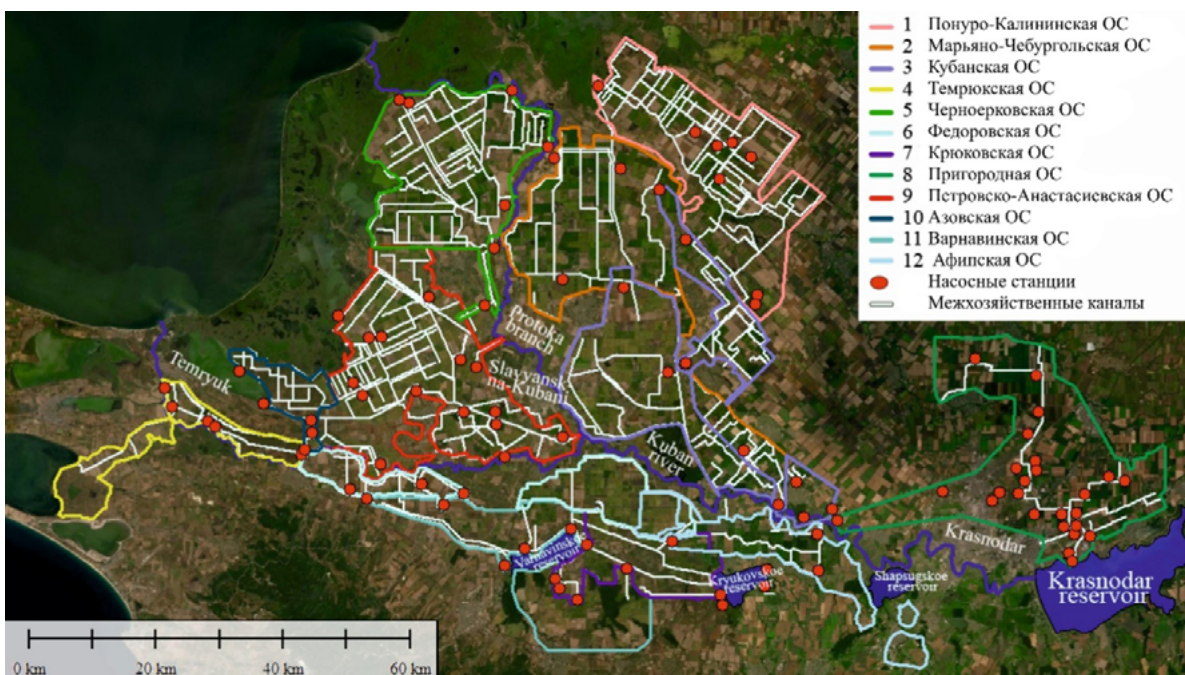 1 Понуро-Калининская ОС
2 Марьяно-Чебургольская ОС
3 Кубанская ОС
4 Темрюкская ОС
5 Черноерковская ОС
6 Федоровская ОС
7 Крюковская ОС
8 Пригородная ОС
9 Петровско-Анастасиевская ОС
10 Азовская ОС
11 Варнавинская ОС
12 Афипская ОС
Насосные станции
Межхозяйственные каналы
Protoka
branch
Temryuk
Slavyansk
na-Kubani
Kuban
river
Krasnodar
Varnavinskoe
reservoir
Kryukovskoe
reservoir
Shapsugskoe
reservoir
Krasnodar
reservoir
0 km 20 km 40 km 60 km